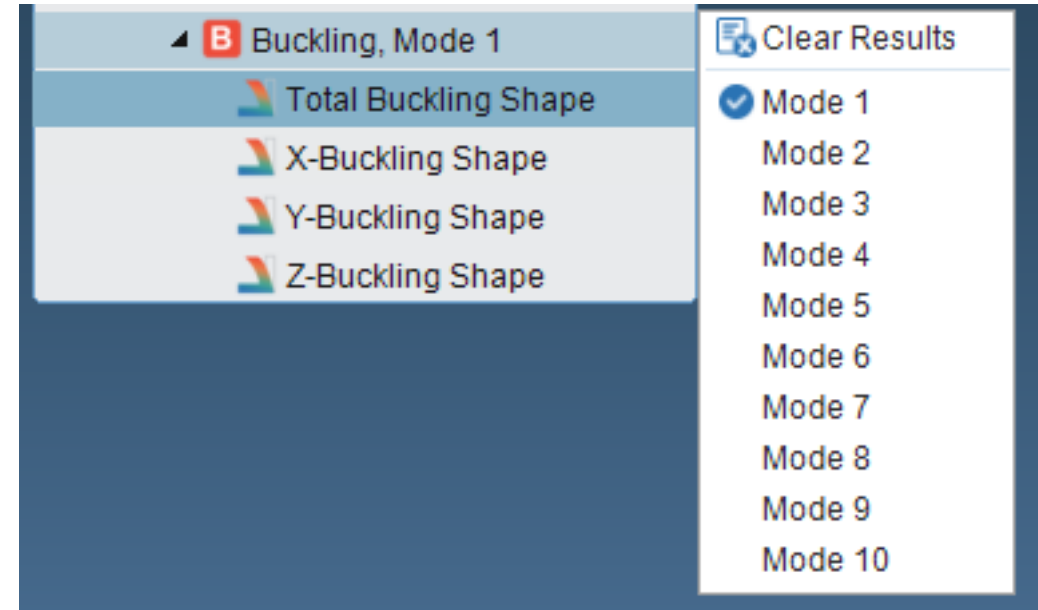 B Buckling, Mode 1
Total Buckling Shape
X-Buckling Shape
Y-Buckling Shape
Z-Buckling Shape
Clear Results
Mode 1
Mode 2
Mode 3
Mode 4
Mode 5
Mode 6
Mode 7
Mode 8
Mode 9
Mode 10